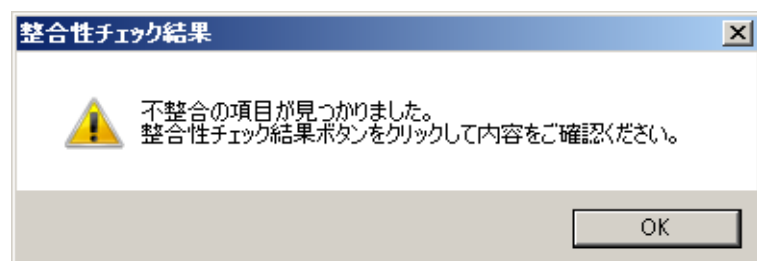 整合性チェック結果
不整合の項目が見つかりました。
整合性チェック結果ボタンをクリックして内容をご確認ください。
OK